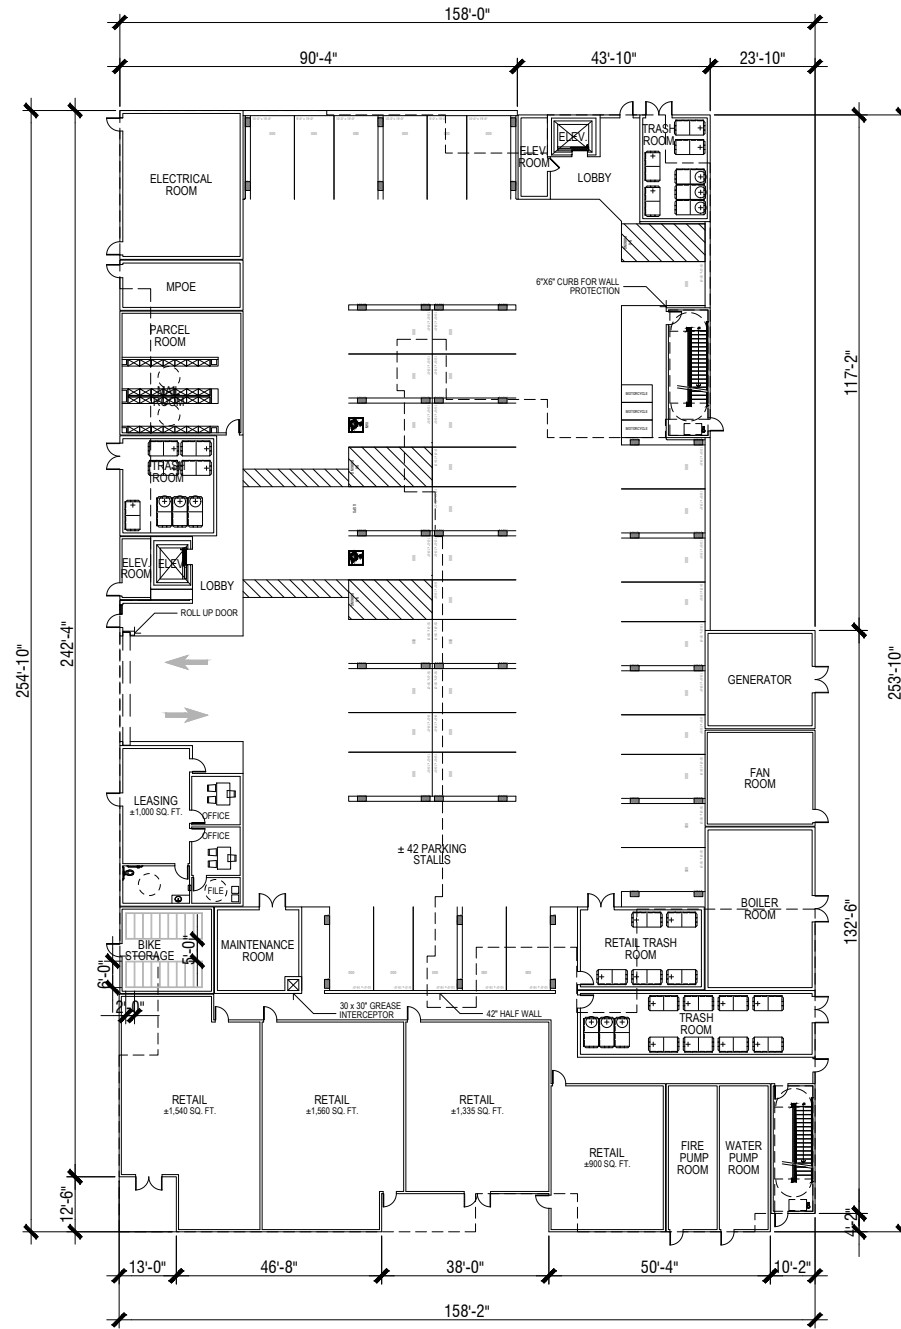 158'-0"
90'-4"
43'-10"
23'-10"
ELECTRICAL
ROOM
ELEV.
ROOM
ELEV.
LOBBY
TRASH
ROOM
MPOE
6"X6" CURB FOR WALL
PROTECTION
PARCEL
ROOM
MOTORCYCLE
MOTORCYCLE
MOTORCYCLE
117'-2"
TRASH
ROOM
ELEV.
ROOM
ELEV.
LOBBY
ROLL UP DOOR
254'-10"
242'-4"
253'-10"
GENERATOR
FAN
ROOM
LEASING
±1,000 SQ. FT.
OFFICE
OFFICE
FILE
± 42 PARKING
STALLS
BOILER
ROOM
132'-6"
BIKE
STORAGE
5'-0"
6'-0"
2'-0"
MAINTENANCE
ROOM
RETAIL TRASH
ROOM
30 x 30" GREASE
INTERCEPTOR
42" HALF WALL
TRASH
ROOM
RETAIL
±1,540 SQ. FT.
RETAIL
±1,560 SQ. FT.
RETAIL
±1,335 SQ. FT.
RETAIL
±900 SQ. FT.
FIRE
PUMP
ROOM
WATER
PUMP
ROOM
12'-6"
4'-2"
13'-0"
46'-8"
38'-0"
50'-4"
10'-2"
158'-2"